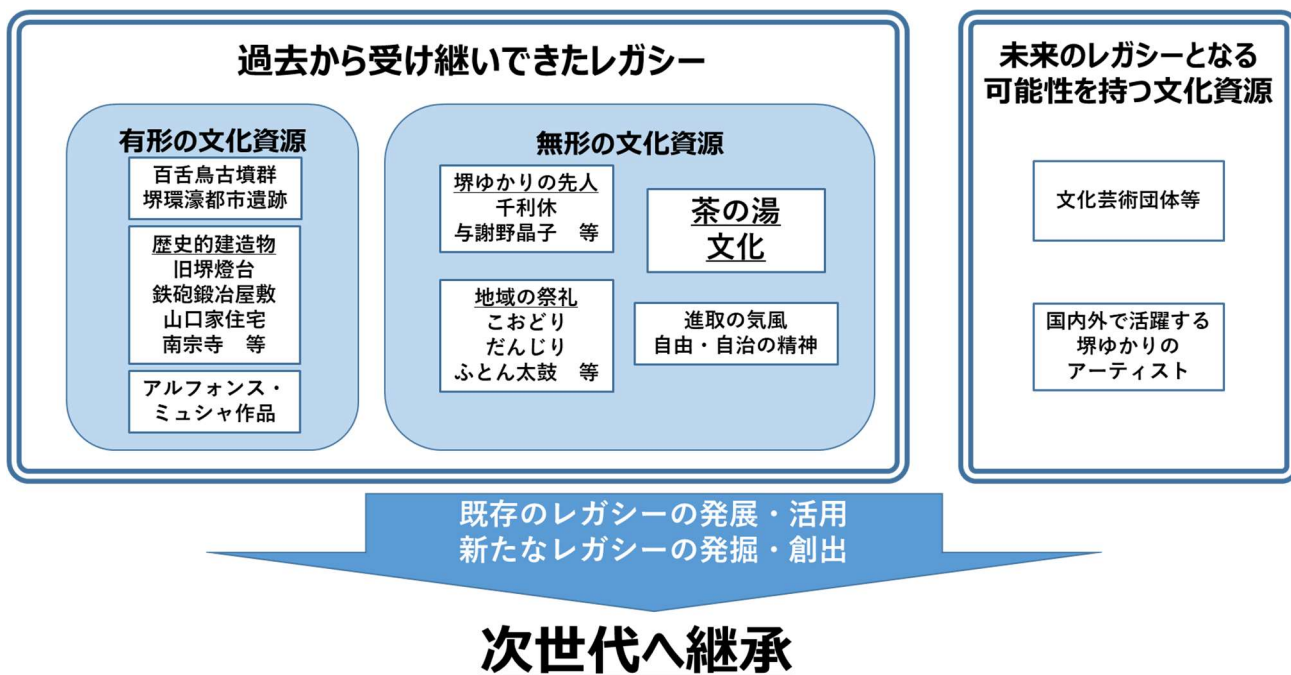 過去から受け継いできたレガシー
有形の文化資源
百舌鳥古墳群
堺環濠都市遺跡
歴史的建造物
旧堺燈台
鉄砲鍛冶屋敷
山口家住宅
南宗寺　等
アルフォンス・
ミュシャ作品
無形の文化資源
堺ゆかりの先人
千利休
与謝野晶子　等
地域の祭礼
こおどり
だんじり
ふとん太鼓　等
茶の湯
文化
進取の気風
自由・自治の精神
未来のレガシーとなる
可能性を持つ文化資源
文化芸術団体等
国内外で活躍する
堺ゆかりの
アーティスト
既存のレガシーの発展・活用
新たなレガシーの発掘・創出
次世代へ継承